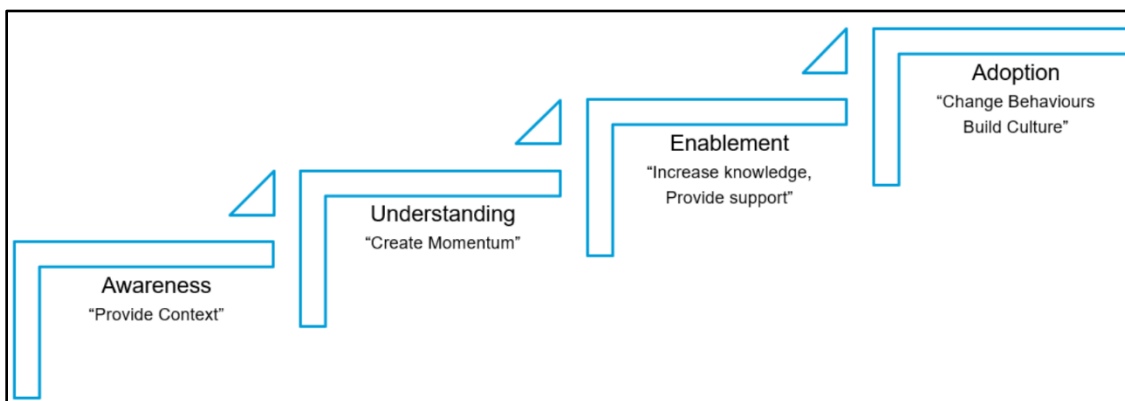 Awareness
“Provide Context”
Understanding
“Create Momentum”
Enablement
“Increase knowledge,
Provide support”
Adoption
“Change Behaviours
Build Culture”